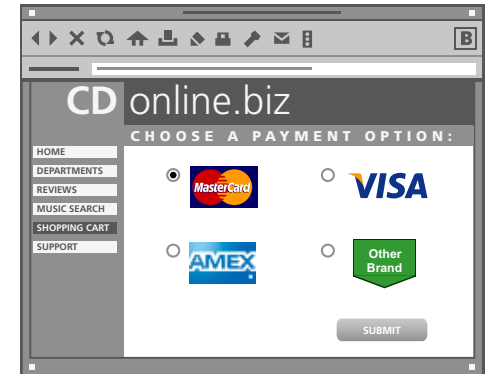 B
CD online.biz
CHOOSE A PAYMENT OPTION:
HOME
DEPARTMENTS
REVIEWS
MUSIC SEARCH
SHOPPING CART
SUPPORT
MasterCard
VISA
AMEX
Other
Brand
SUBMIT